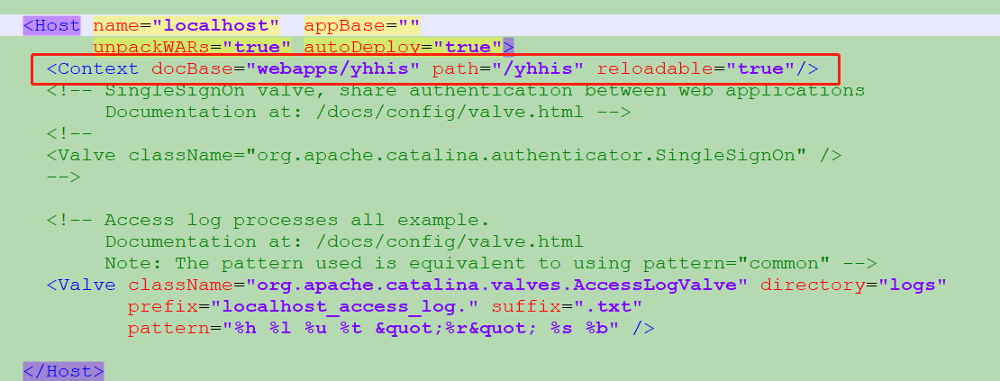 <Host name="localhost"  appBase=""
unpackWARs="true" autoDeploy="true">
<Context docBase="webapps/yhhis" path="/yhhis" reloadable="true"/>
<!-- SingleSignOn valve, share authentication between web applications
Documentation at: /docs/config/valve.html -->
<!--
<Valve className="org.apache.catalina.authenticator.SingleSignOn" />
-->
<!-- Access log processes all example.
Documentation at: /docs/config/valve.html
Note: The pattern used is equivalent to using pattern="common" -->
<Valve className="org.apache.catalina.valves.AccessLogValve" directory="logs"
prefix="localhost_access_log." suffix=".txt"
pattern="%h %l %u %t &quot;%r&quot; %s %b" />
</Host>